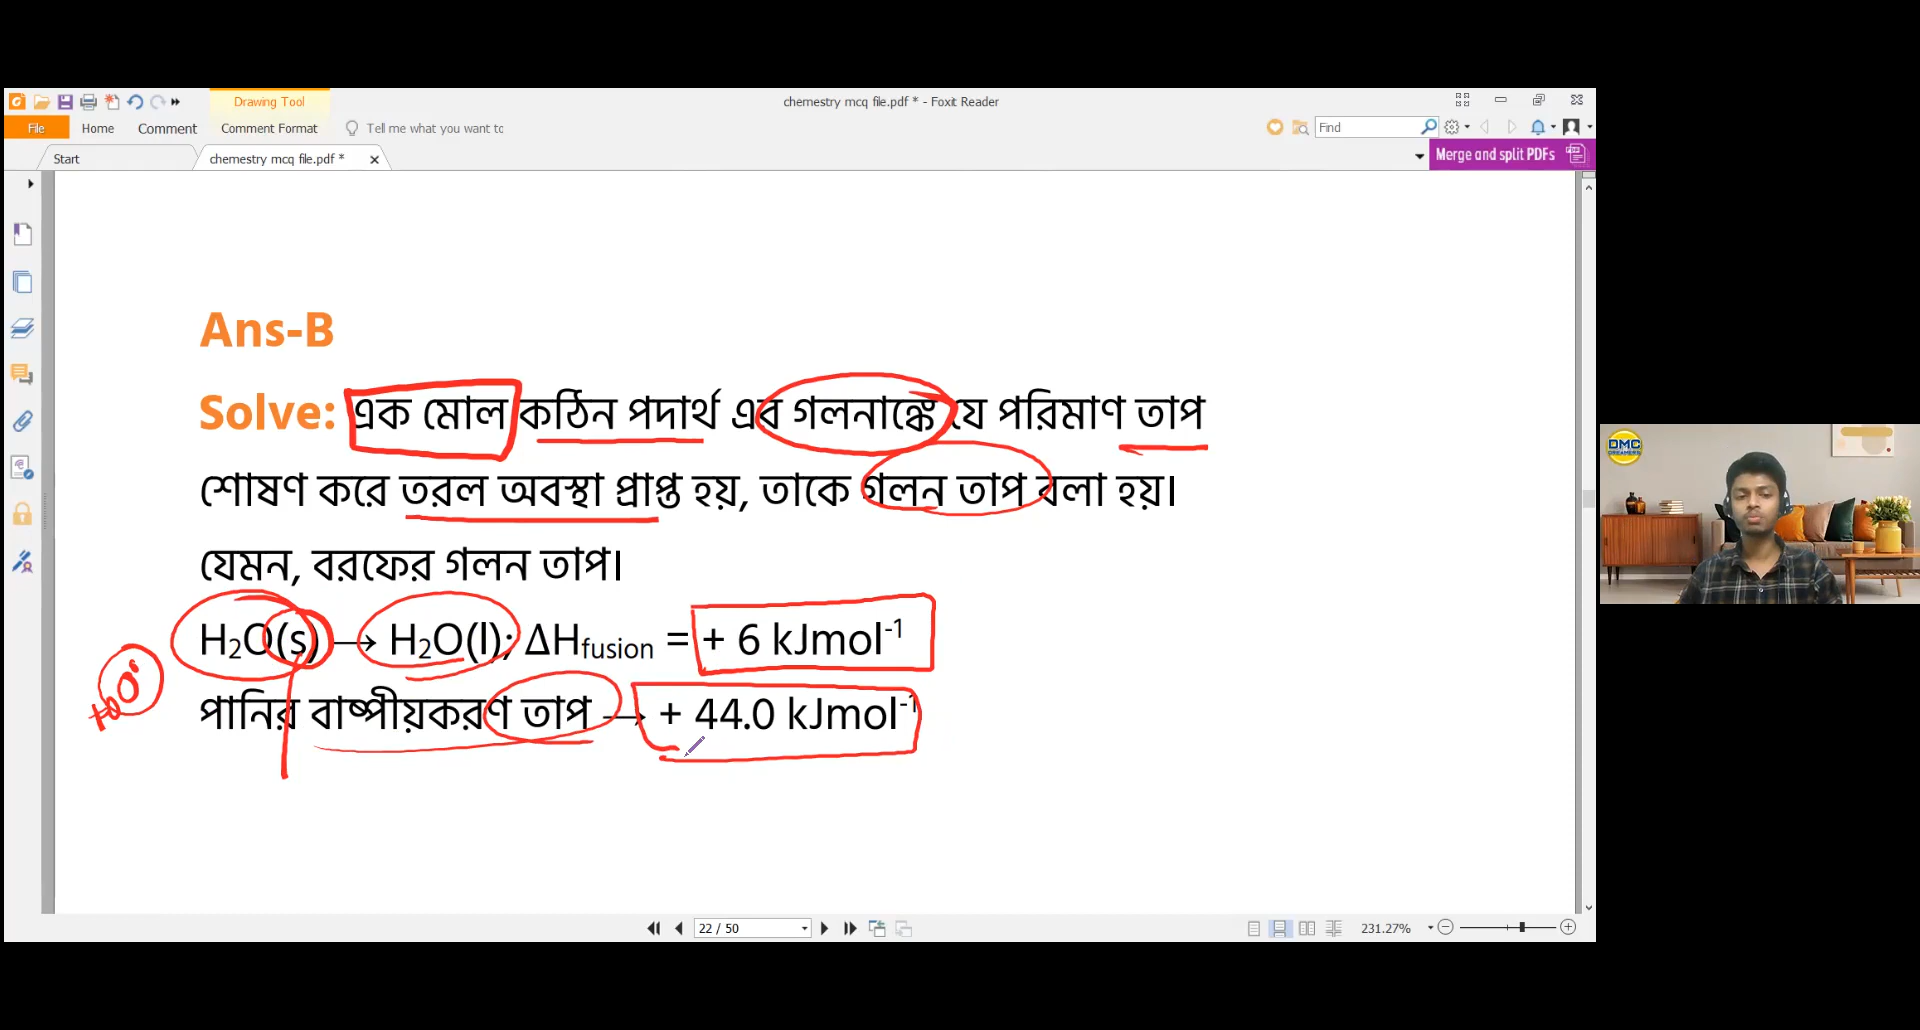 Drawing Tool
chemestry mcq file.pdf * - Foxit Reader
File Home Comment Comment Format Tell me what you want to
Find
Start chemestry mcq file.pdf *
Merge and split PDFs
Ans-B
Solve: এক মোল কঠিন পদার্থ এব গলনাঙ্কে যে পরিমাণ তাপ
শোষণ করে তরল অবস্থা প্রাপ্ত হয়, তাকে গলন তাপ বলা হয়।
যেমন, বরফের গলন তাপ।
H₂O(s) → H₂O(l); ΔHfusion = + 6 kJmol⁻¹
পানির বাষ্পীয়করণ তাপ → + 44.0 kJmol⁻¹
22 / 50
231.27%
DMC
DREAMERS